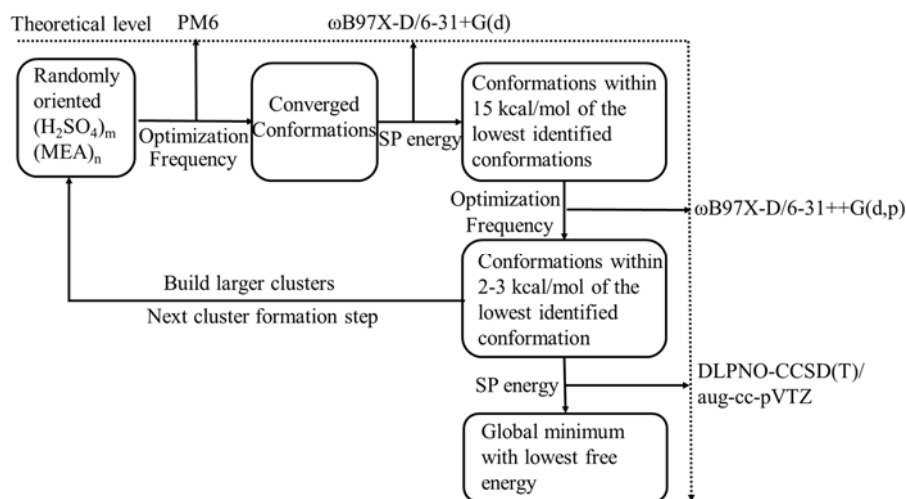 Theoretical level
PM6
ωB97X-D/6-31+G(d)
Randomly
oriented
(H₂SO₄)ₘ
(MEA)ₙ
Optimization
Frequency
Converged
Conformations
SP energy
Conformations within
15 kcal/mol of the
lowest identified
conformations
Optimization
Frequency
ωB97X-D/6-31++G(d,p)
Conformations within
2-3 kcal/mol of the
lowest identified
conformation
Build larger clusters
Next cluster formation step
SP energy
DLPNO-CCSD(T)/
aug-cc-pVTZ
Global minimum
with lowest free
energy